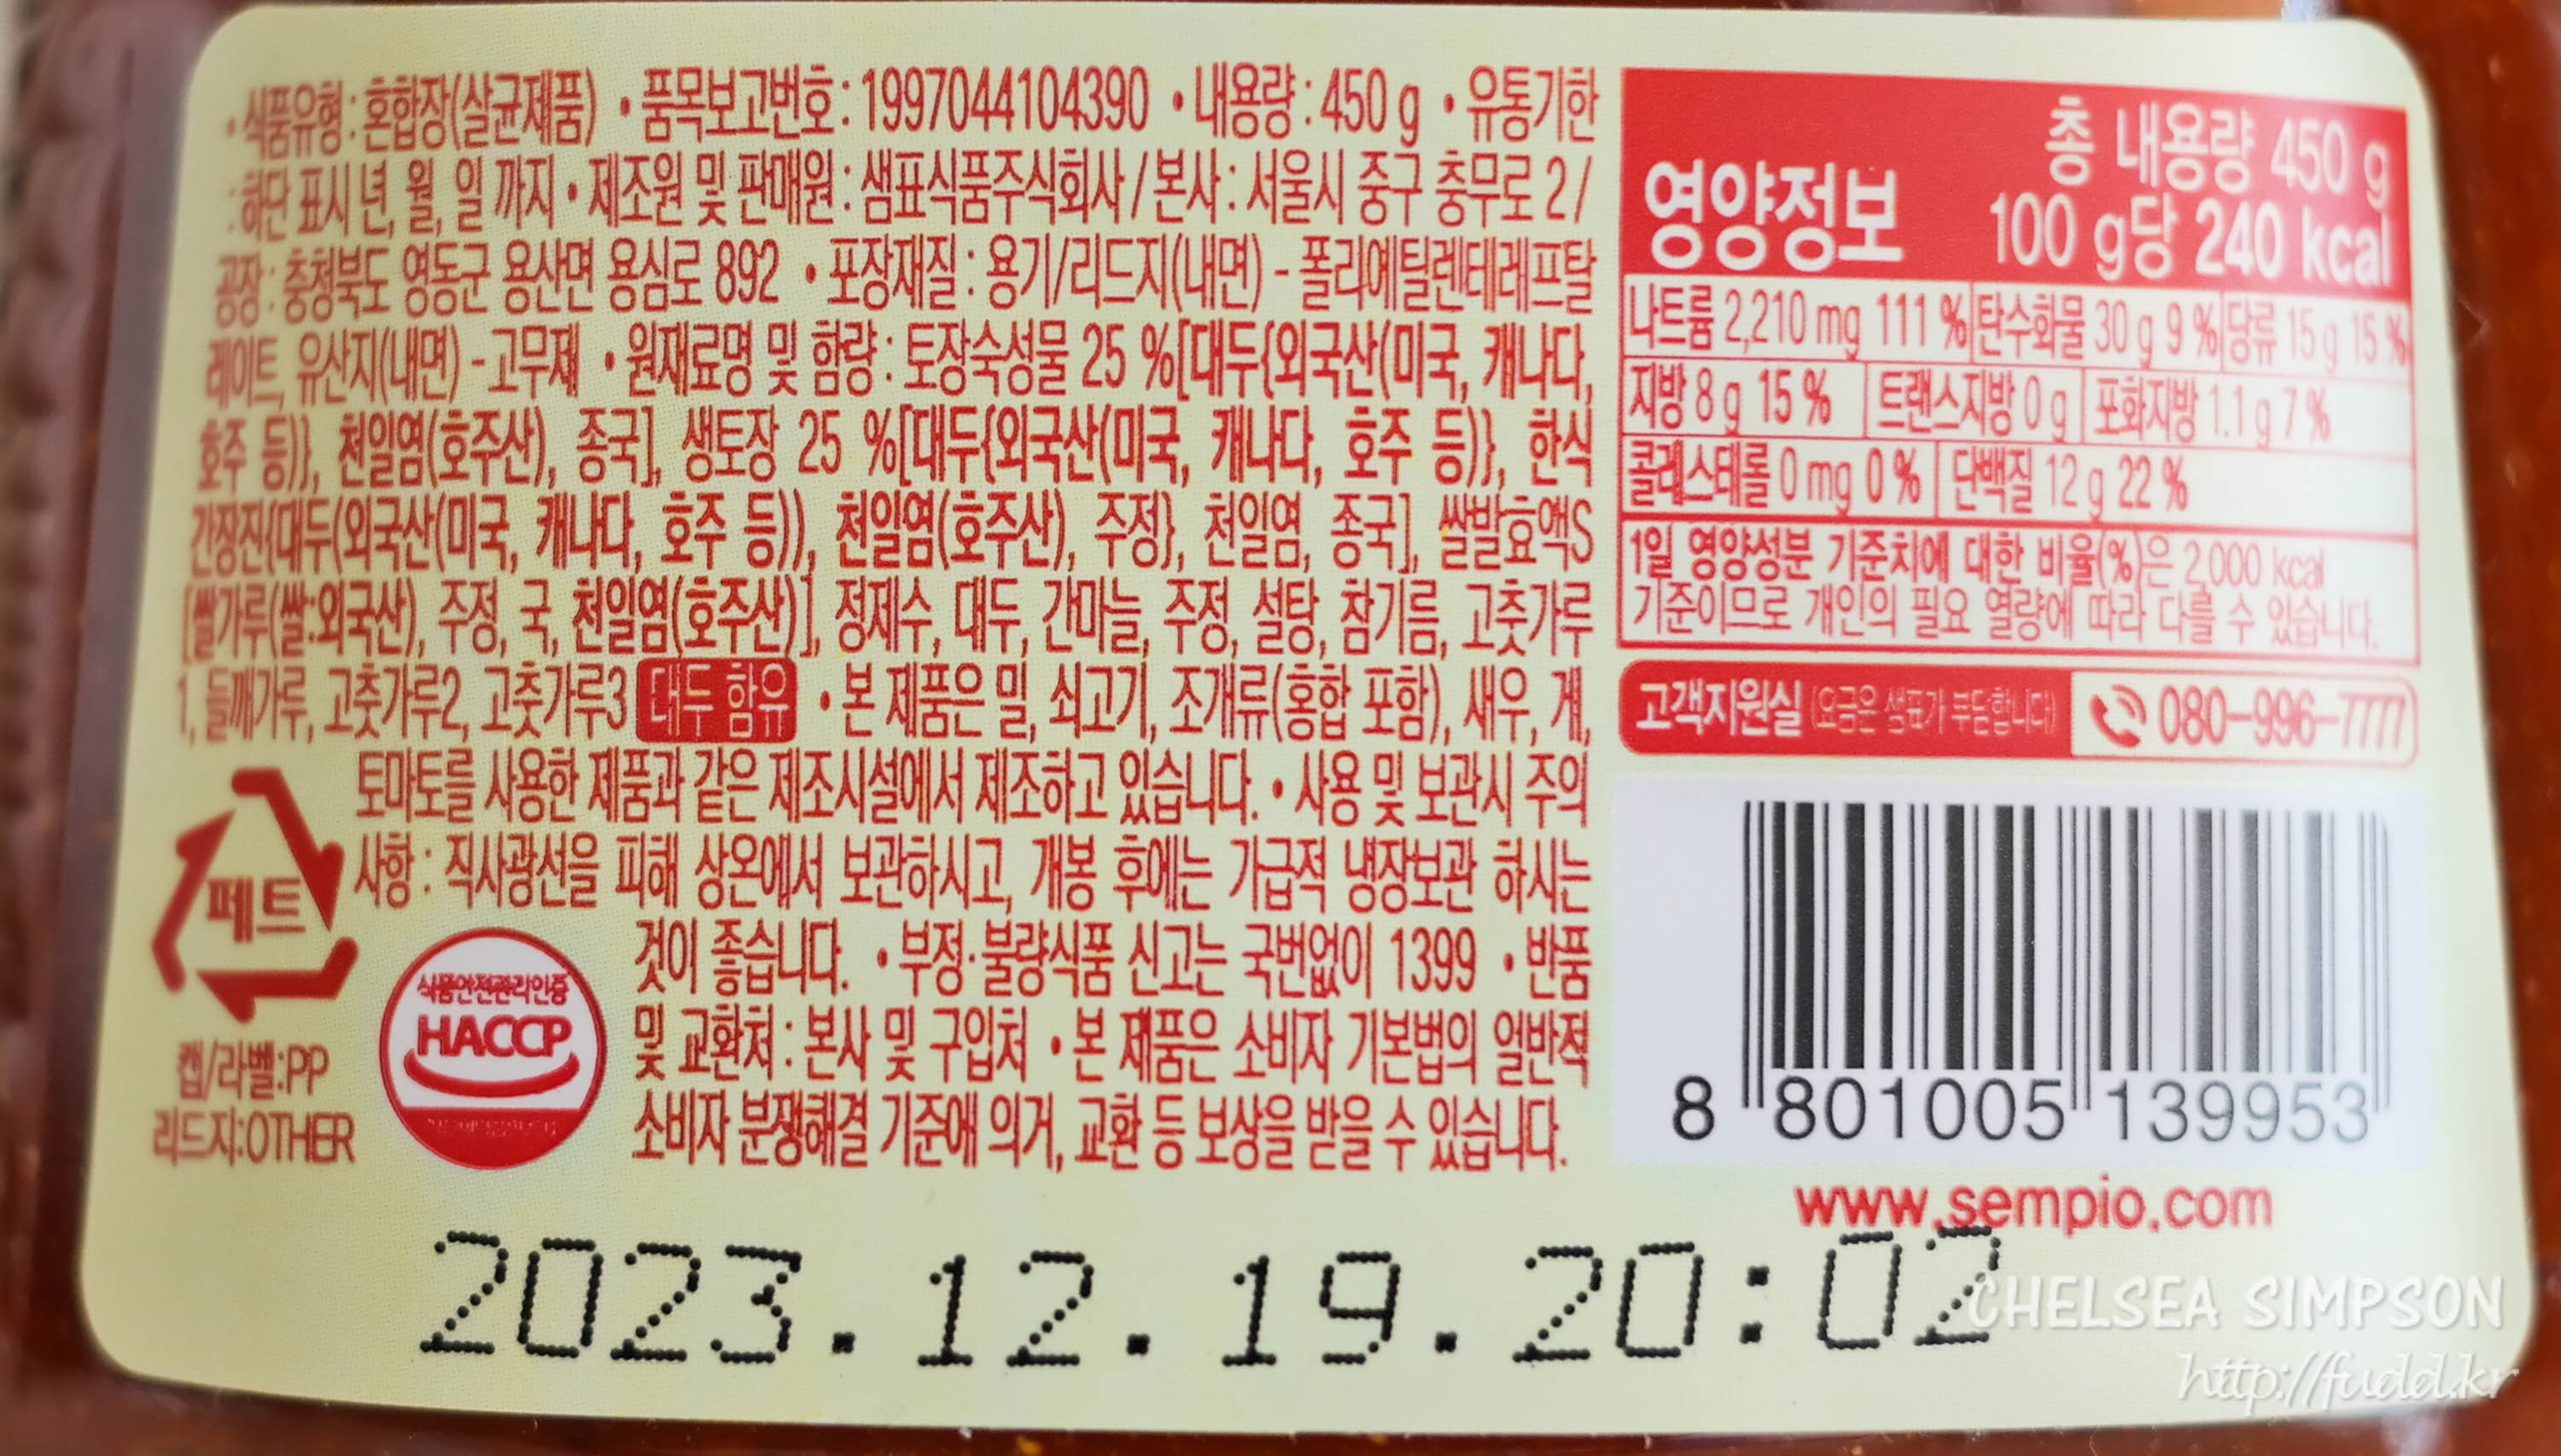 • 식품유형 : 혼합장(살균제품) • 품목보고번호 : 1997044104390 • 내용량 : 450 g • 유통기한
: 하단 표시 년, 월, 일 까지 • 제조원 및 판매원 : 샘표식품주식회사 / 본사 : 서울시 중구 충무로 2 /
공장 : 충청북도 영동군 용산면 용심로 892 • 포장재질 : 용기/리드지(내면) - 폴리에틸렌테레프탈
레이트, 유산지(내면) - 고무제 • 원재료명 및 함량 : 토장숙성물 25 %[대두{외국산(미국, 캐나다,
호주 등)}, 천일염(호주산), 종국], 생토장 25 %[대두{외국산(미국, 캐나다, 호주 등)}, 한식
간장진{대두(외국산(미국, 캐나다, 호주 등)), 천일염(호주산), 주정}, 천일염, 종국], 쌀발효액S
[쌀가루(쌀:외국산), 주정, 국, 천일염(호주산)], 정제수, 대두, 간마늘, 주정, 설탕, 참기름, 고춧가루
1, 들깨가루, 고춧가루2, 고춧가루3 대두 함유 • 본 제품은 밀, 쇠고기, 조개류(홍합 포함), 새우, 게,
토마토를 사용한 제품과 같은 제조시설에서 제조하고 있습니다. • 사용 및 보관시 주의
사항 : 직사광선을 피해 상온에서 보관하시고, 개봉 후에는 가급적 냉장보관 하시는
것이 좋습니다. • 부정·불량식품 신고는 국번없이 1399 • 반품
및 교환처 : 본사 및 구입처 • 본 제품은 소비자 기본법의 일반적
소비자 분쟁해결 기준에 의거, 교환 등 보상을 받을 수 있습니다.
페트
캡/라벨:PP
리드지:OTHER
식품안전관리인증
HACCP
영양정보
총 내용량 450 g
100 g당 240 kcal
나트륨 2,210 mg 111 % 탄수화물 30 g 9 % 당류 15 g 15 %
지방 8 g 15 % 트랜스지방 0 g 포화지방 1.1 g 7 %
콜레스테롤 0 mg 0 % 단백질 12 g 22 %
1일 영양성분 기준치에 대한 비율(%)은 2,000 kcal
기준이므로 개인의 필요 열량에 따라 다를 수 있습니다.
고객지원실 (요금은 샘표가 부담합니다) 080-996-7777
8 801005 139953
www.sempio.com
2023.12.19.20:02
CHELSEA SIMPSON
http://fudd.kr